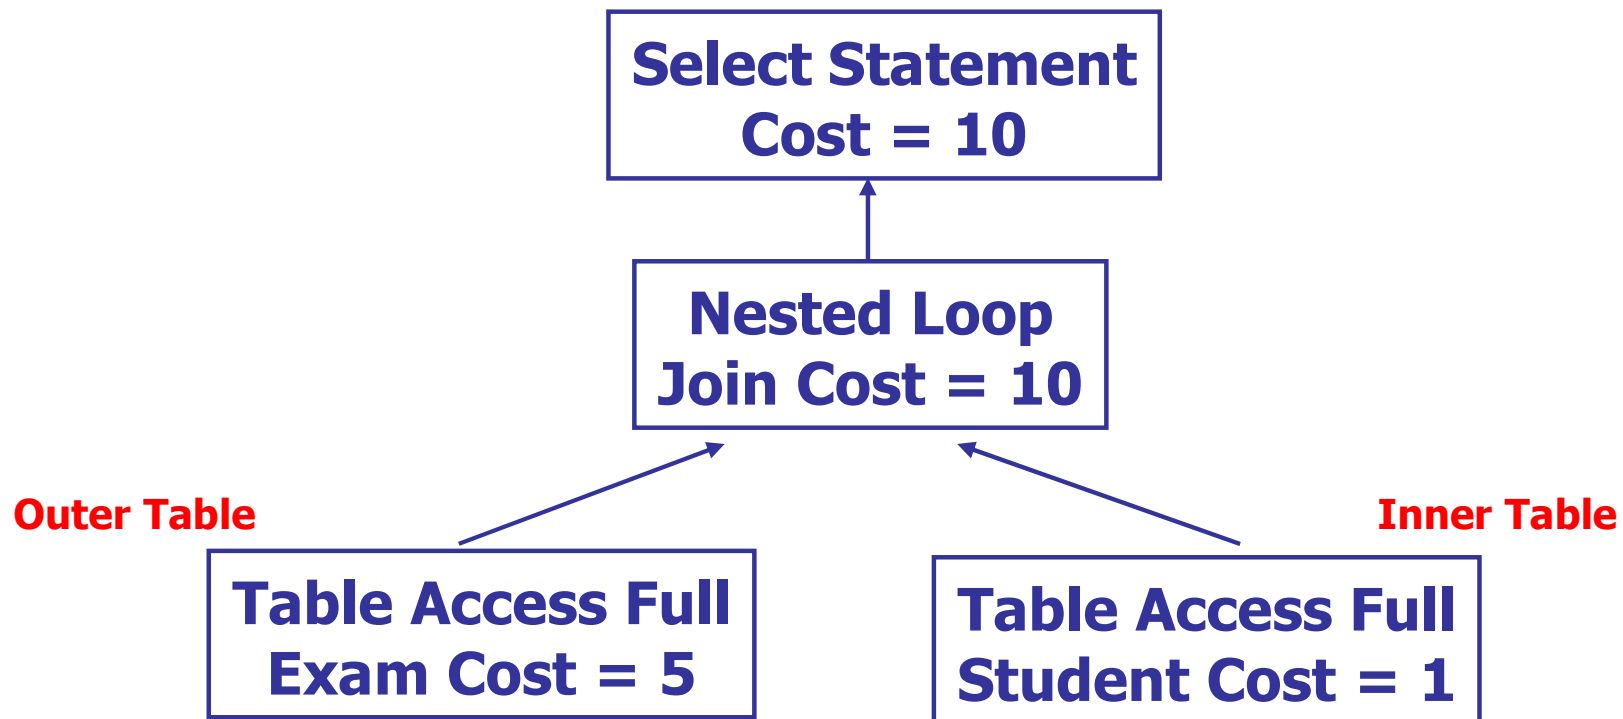 Select Statement
Cost = 10
Nested Loop
Join Cost = 10
Outer Table
Inner Table
Table Access Full
Exam Cost = 5
Table Access Full
Student Cost = 1